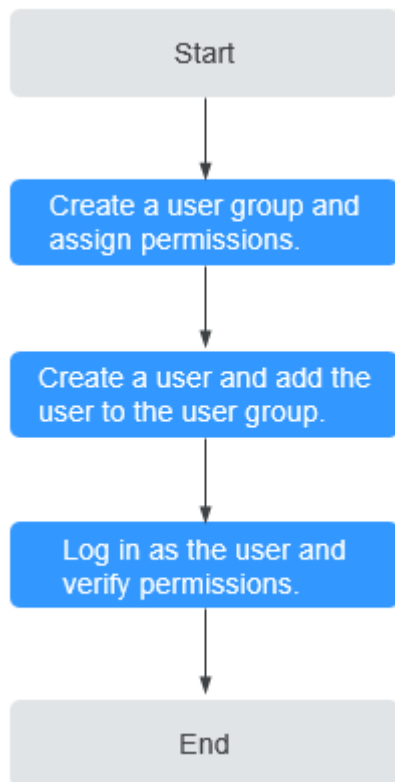 Start
Create a user group and
assign permissions.
Create a user and add the
user to the user group.
Log in as the user and
verify permissions.
End